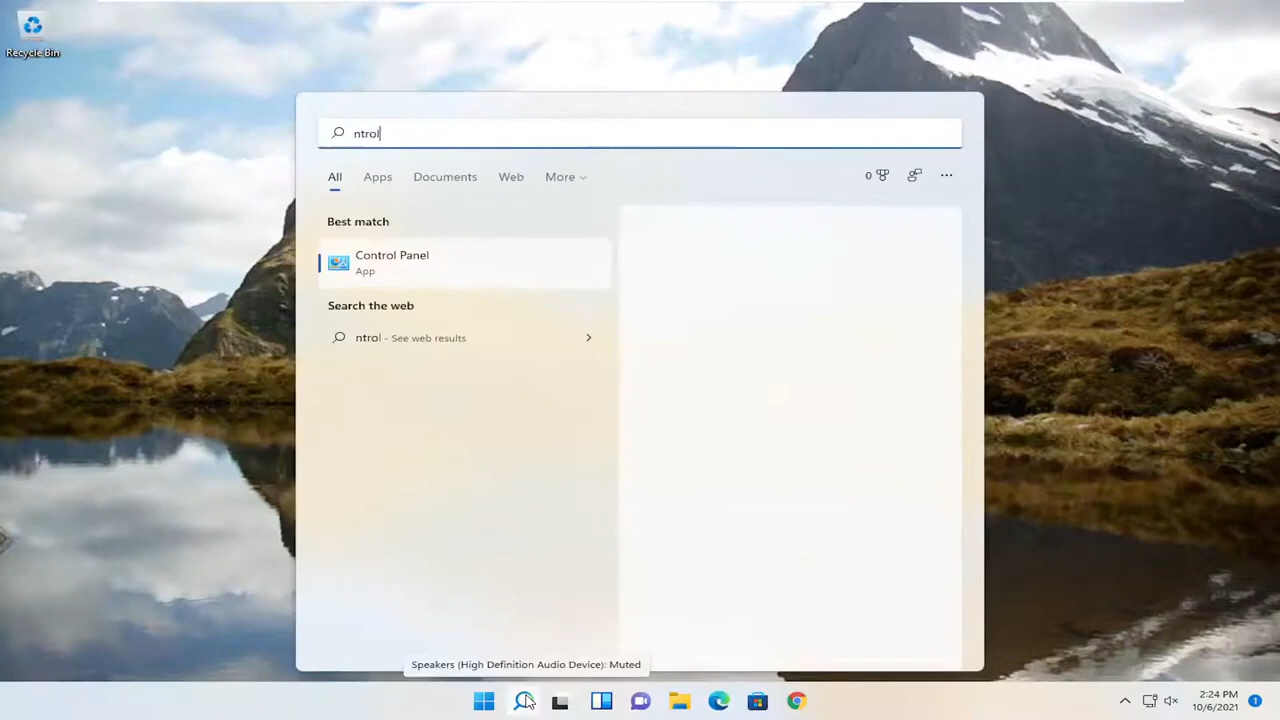 Recycle Bin
ntrol
All Apps Documents Web More
0
Best match
Control Panel
App
Search the web
ntrol - See web results
Speakers (High Definition Audio Device): Muted
2:24 PM
10/6/2021
1